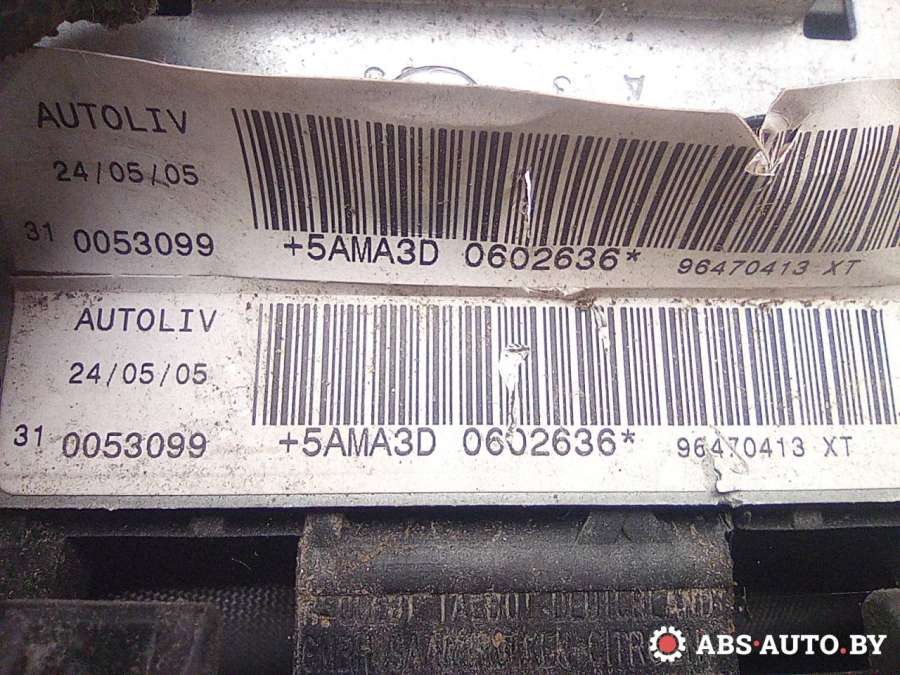 A 3
AUTOLIV
24/05/05
31 0053099 +5AMA3D 0602636* 96470413 XT
AUTOLIV
24/05/05
31 0053099 +5AMA3D 0602636* 96470413 XT
ABS-AUTO.BY